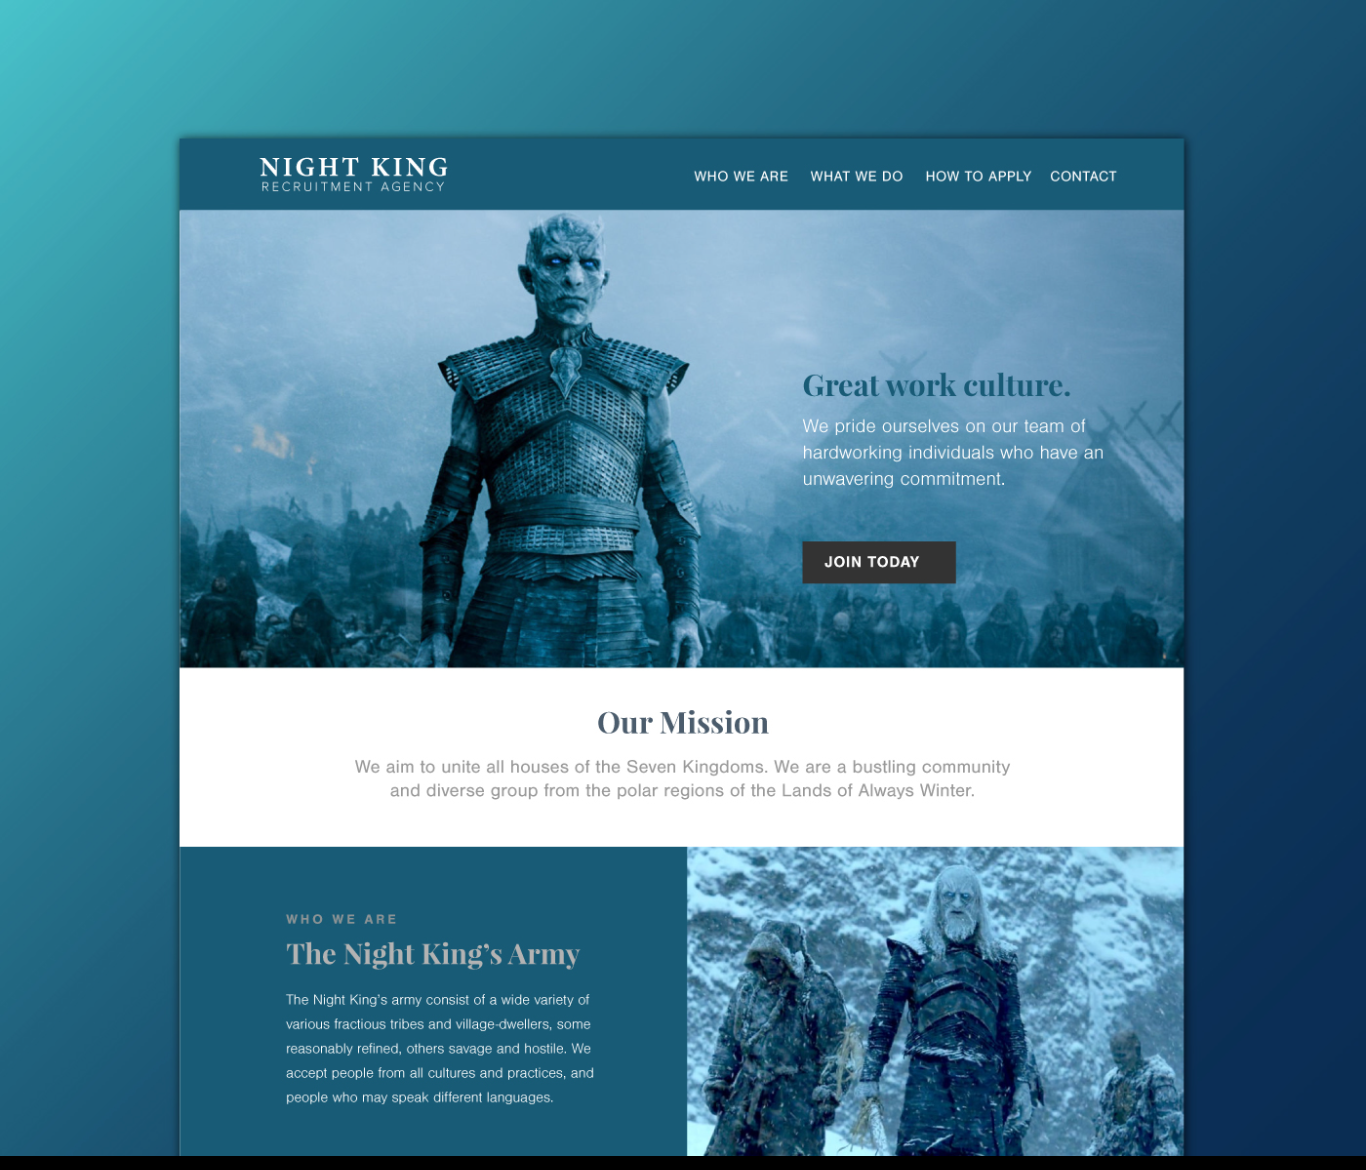 NIGHT KING
RECRUITMENT AGENCY
WHO WE ARE
WHAT WE DO
HOW TO APPLY
CONTACT
Great work culture.
We pride ourselves on our team of
hardworking individuals who have an
unwavering commitment.
JOIN TODAY
Our Mission
We aim to unite all houses of the Seven Kingdoms. We are a bustling community
and diverse group from the polar regions of the Lands of Always Winter.
WHO WE ARE
The Night King’s Army
The Night King’s army consist of a wide variety of
various fractious tribes and village-dwellers, some
reasonably refined, others savage and hostile. We
accept people from all cultures and practices, and
people who may speak different languages.